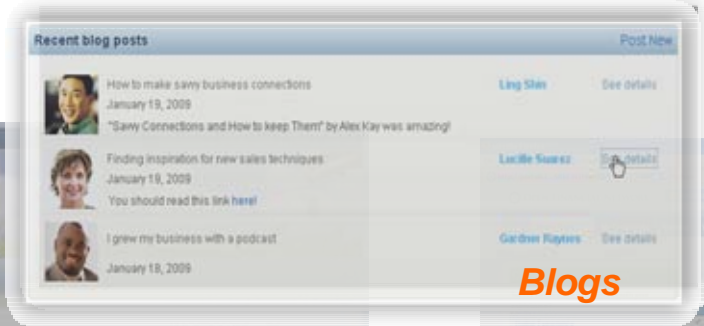 Recent blog posts Post New
How to make savvy business connections Ling Shin See details
January 19, 2009
"Savvy Connections and How to keep Them" by Alex Kay was amazing!
Finding inspiration for new sales techniques Lucille Suarez See details
January 19, 2009
You should read this link here!
I grew my business with a podcast Gardner Raynes See details
January 18, 2009
Blogs